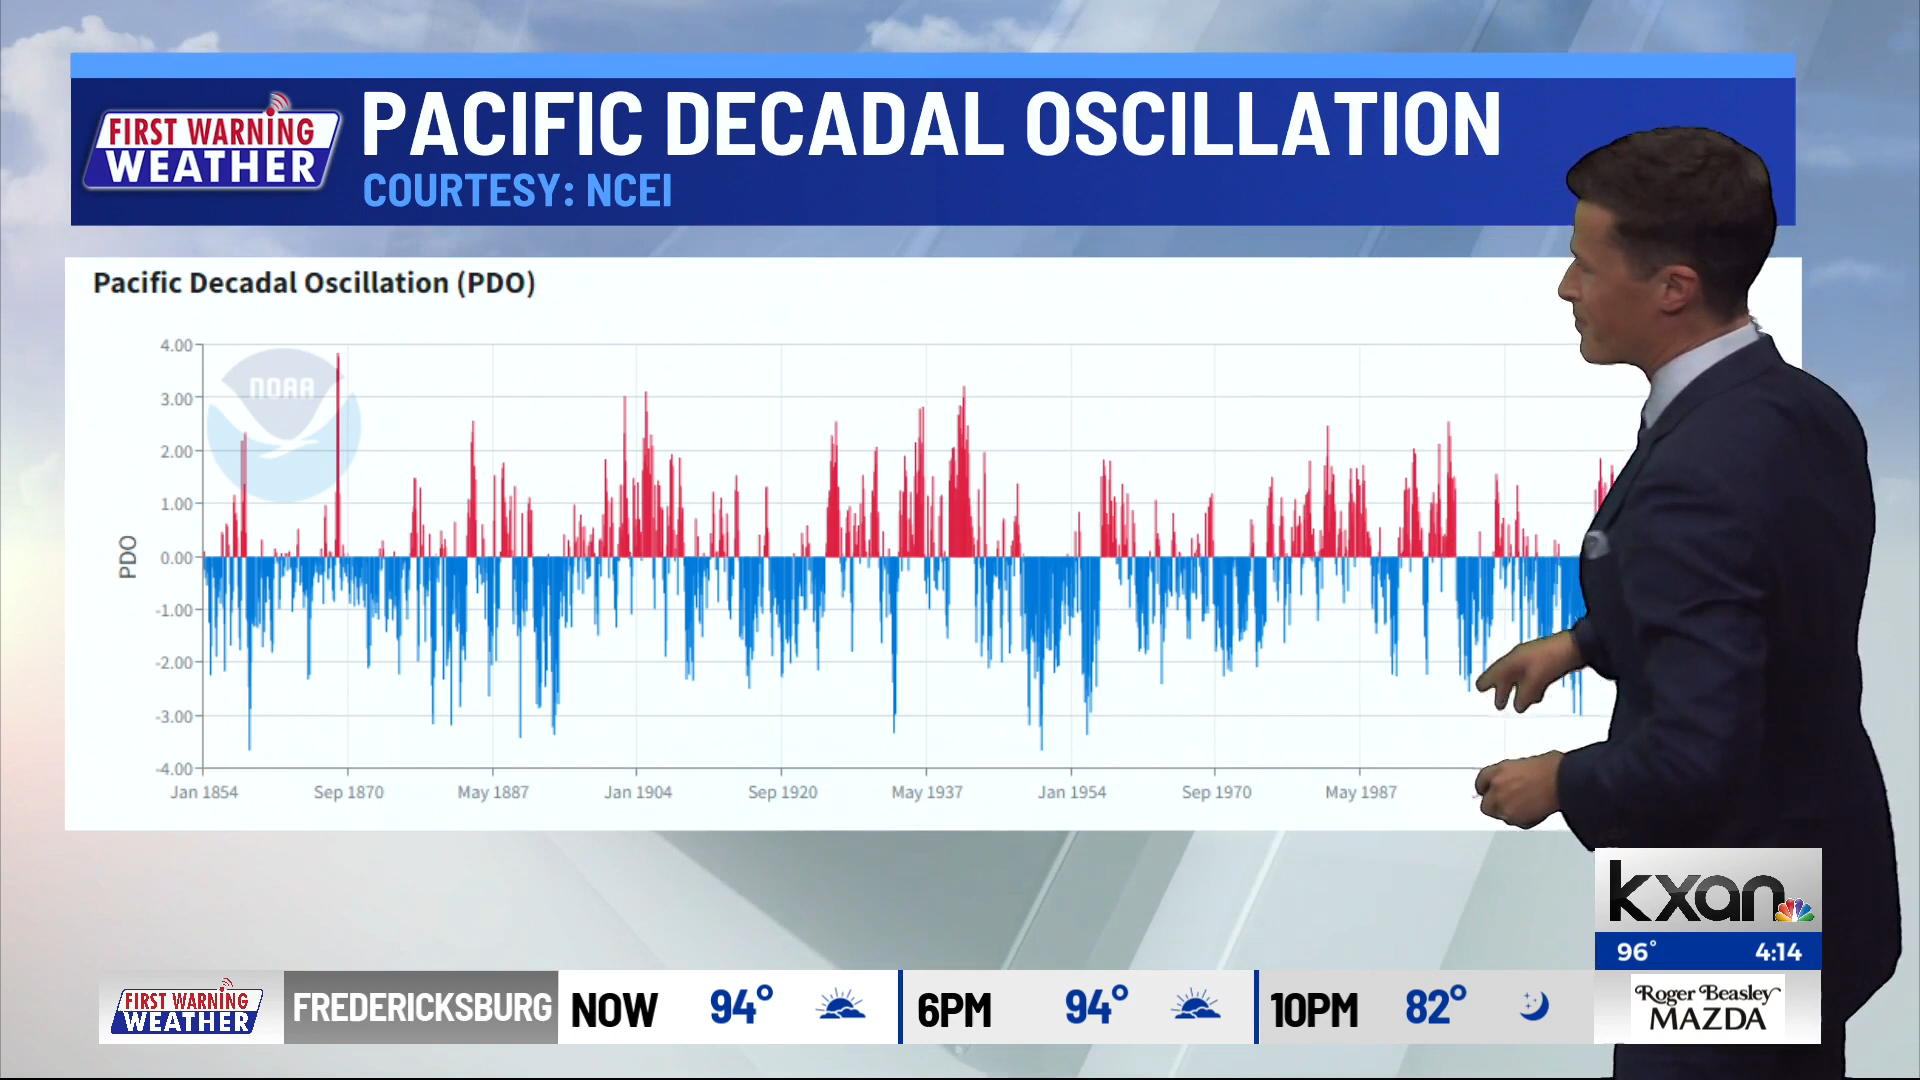 FIRST WARNING
WEATHER
PACIFIC DECADAL OSCILLATION
COURTESY: NCEI
Pacific Decadal Oscillation (PDO)
NOAA
PDO
4.00
3.00
2.00
1.00
0.00
-1.00
-2.00
-3.00
-4.00
Jan 1854
Sep 1870
May 1887
Jan 1904
Sep 1920
May 1937
Jan 1954
Sep 1970
May 1987
kxan
96° 4:14
FIRST WARNING
WEATHER
FREDERICKSBURG NOW 94° 6PM 94° 10PM 82°
Roger Beasley
MAZDA